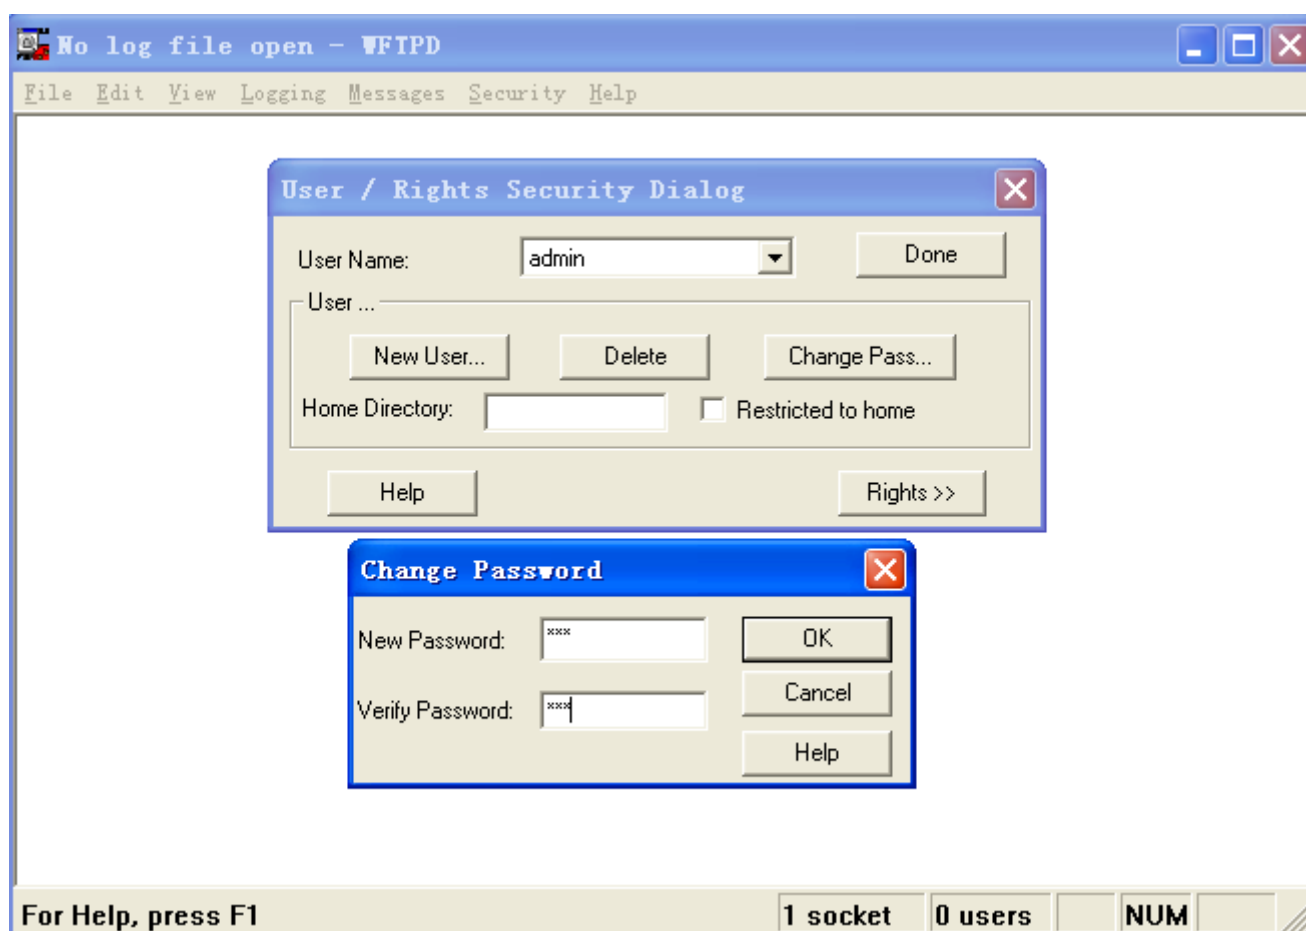 No log file open - WFTPD
File Edit View Logging Messages Security Help
User / Rights Security Dialog
User Name: admin Done
User ...
New User... Delete Change Pass...
Home Directory: Restricted to home
Help Rights >>
Change Password
New Password: *** OK
Cancel
Verify Password: ***
Help
For Help, press F1 1 socket 0 users NUM